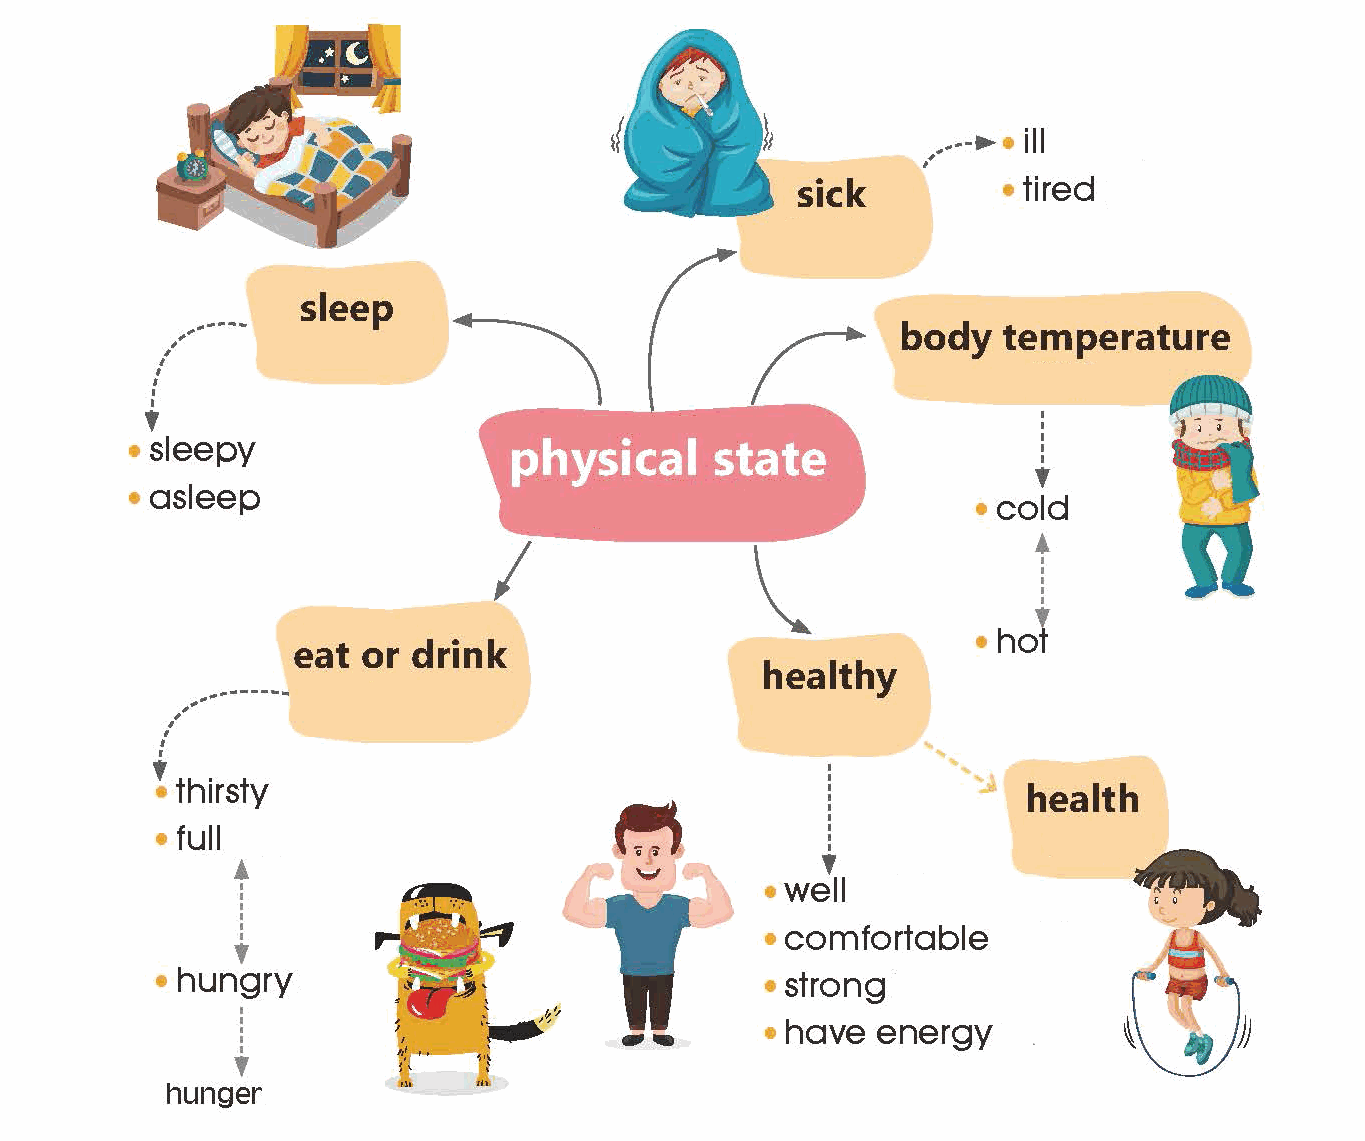 sick
• ill
• tired
sleep
• sleepy
• asleep
body temperature
• cold
• hot
physical state
eat or drink
• thirsty
• full
• hungry
hunger
healthy
• well
• comfortable
• strong
• have energy
health